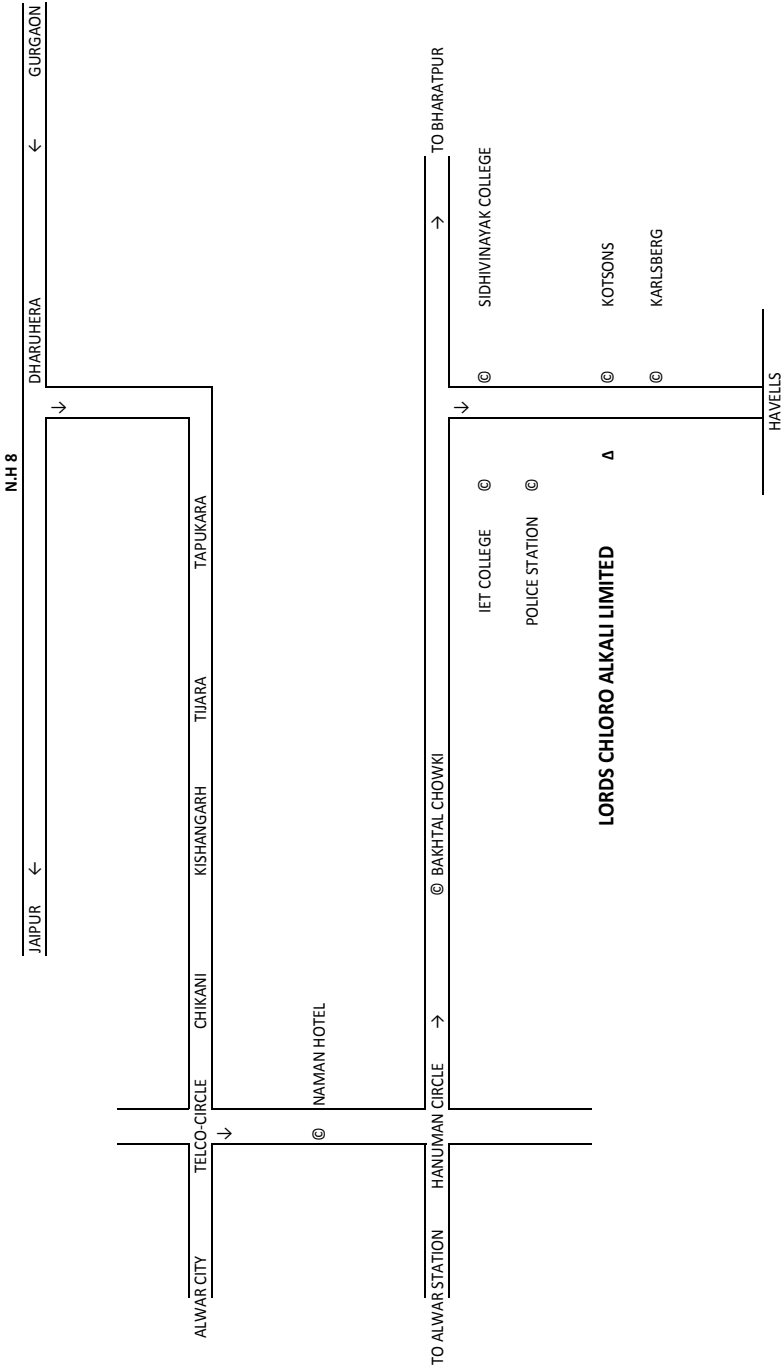 N.H 8
JAIPUR DHARUHERA GURGAON
ALWAR CITY TELCO-CIRCLE CHIKANI KISHANGARH TIJARA TAPUKARA
© NAMAN HOTEL
TO ALWAR STATION HANUMAN CIRCLE © BAKHTAL CHOWKI TO BHARATPUR
IET COLLEGE © © SIDHIVINAYAK COLLEGE
POLICE STATION ©
LORDS CHLORO ALKALI LIMITED Δ © KOTSONS
© KARLSBERG
HAVELLS